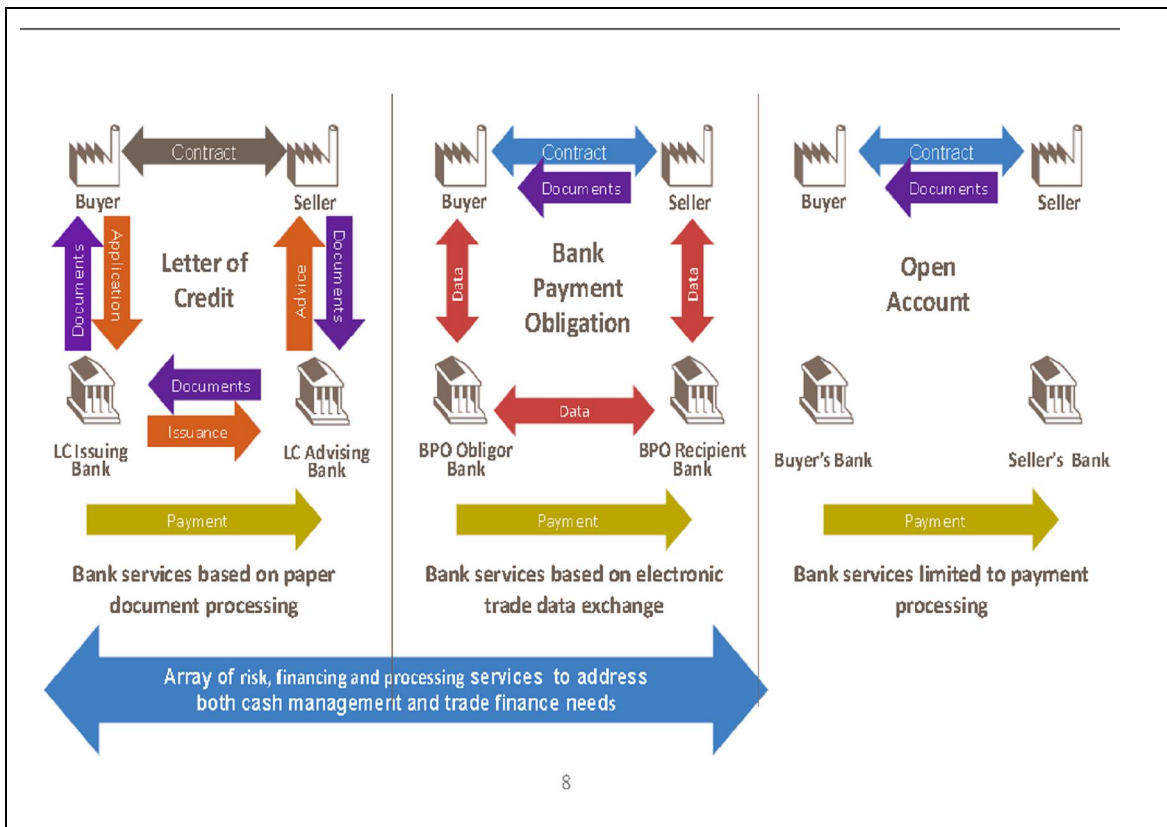 Contract
Buyer
Seller
Documents
Application
Letter of
Credit
Advice
Documents
Documents
Issuance
LC Issuing
Bank
LC Advising
Bank
Payment
Bank services based on paper
document processing
Contract
Documents
Buyer
Seller
Data
Bank
Payment
Obligation
Data
Data
BPO Obligor
Bank
BPO Recipient
Bank
Payment
Bank services based on electronic
trade data exchange
Contract
Documents
Buyer
Seller
Open
Account
Buyer's Bank
Seller's Bank
Payment
Bank services limited to payment
processing
Array of risk, financing and processing services to address
both cash management and trade finance needs
8